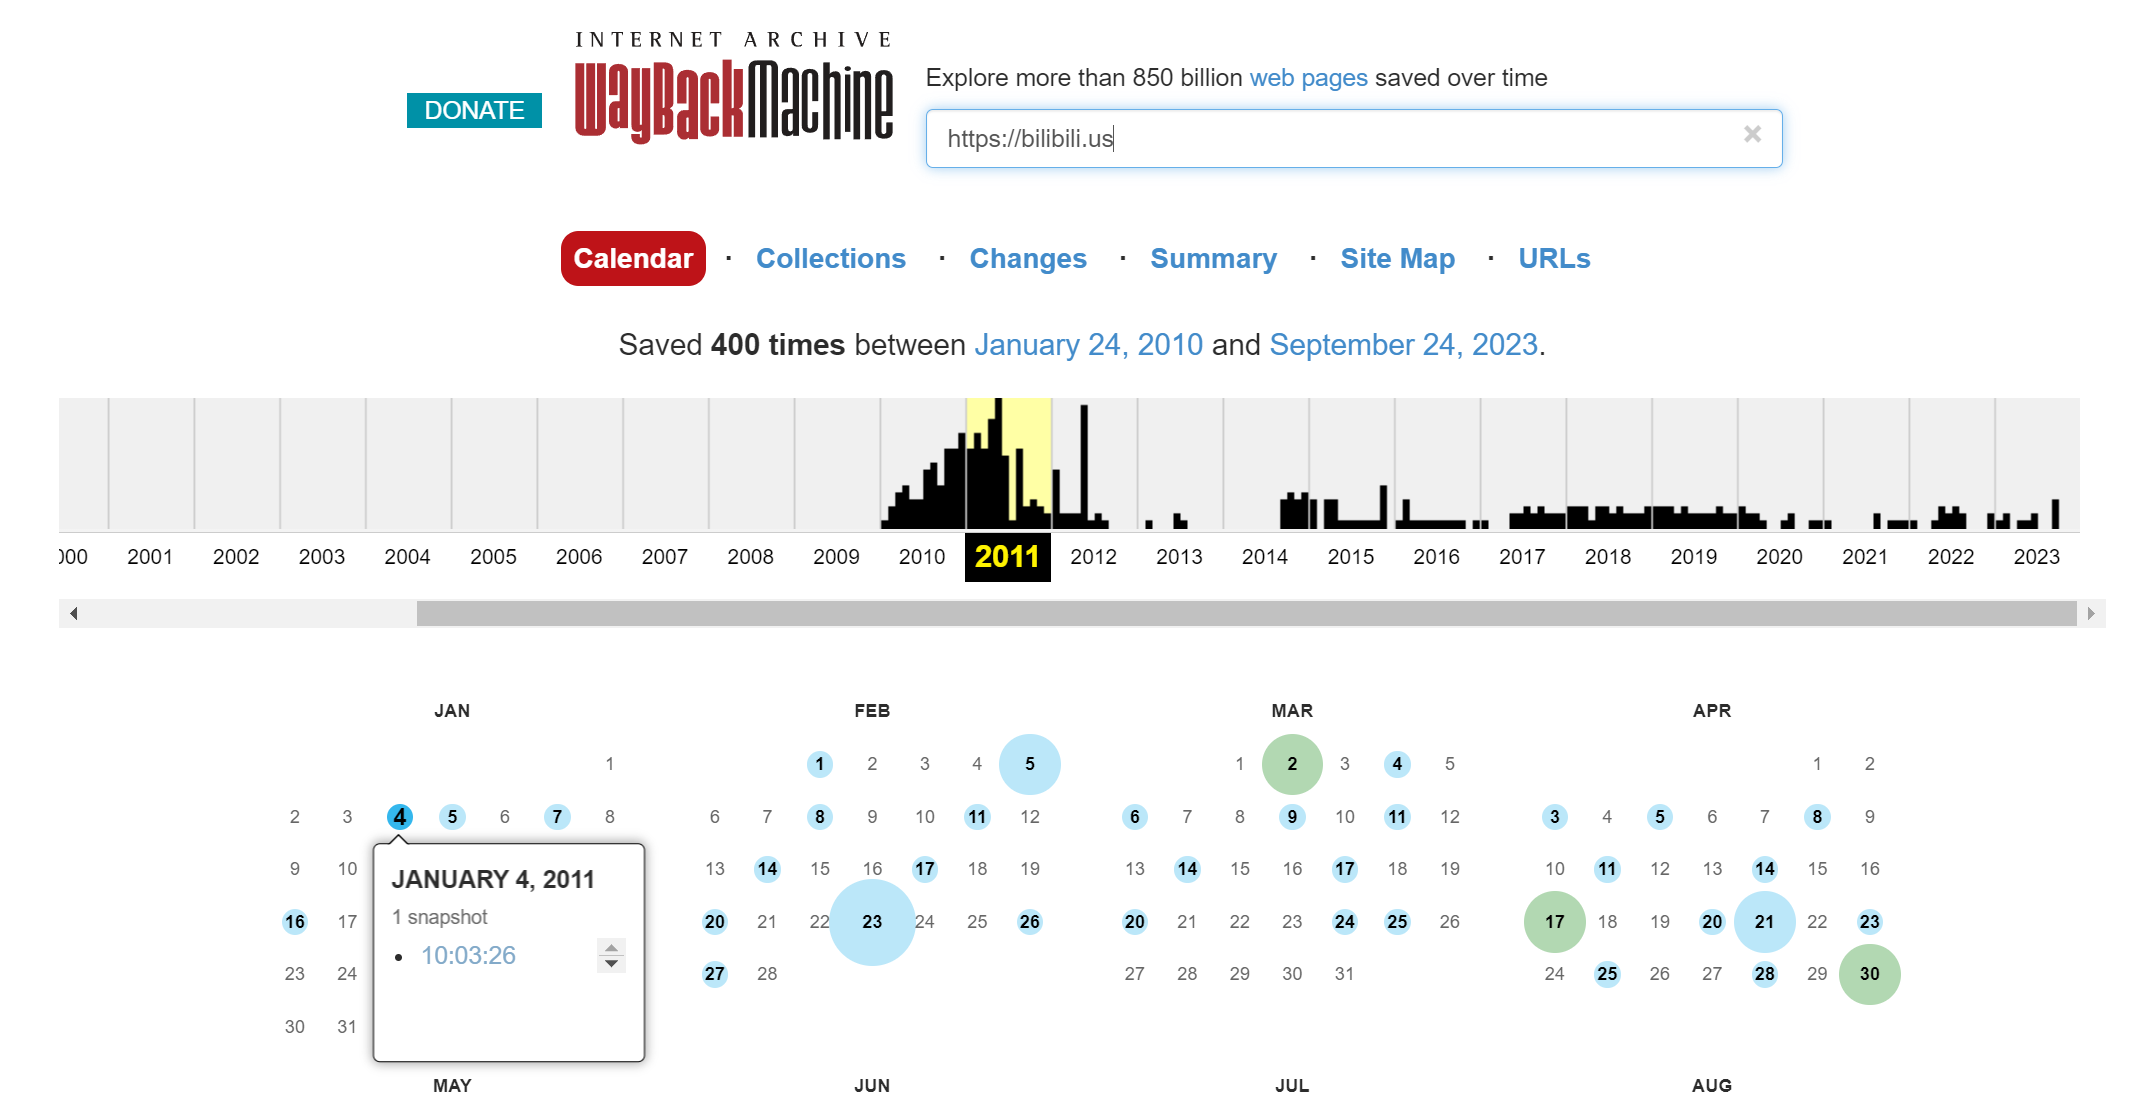 INTERNET ARCHIVE
WayBackMachine
DONATE
Explore more than 850 billion web pages saved over time
https://bilibili.us
Calendar · Collections · Changes · Summary · Site Map · URLs
Saved 400 times between January 24, 2010 and September 24, 2023.
2001 2002 2003 2004 2005 2006 2007 2008 2009 2010 2011 2012 2013 2014 2015 2016 2017 2018 2019 2020 2021 2022 2023
JAN
1
2 3 4 5 6 7 8
9 10
16 17
23 24
30 31
JANUARY 4, 2011
1 snapshot
10:03:26
FEB
1 2 3 4 5
6 7 8 9 10 11 12
13 14 15 16 17 18 19
20 21 22 23 24 25 26
27 28
MAR
1 2 3 4 5
6 7 8 9 10 11 12
13 14 15 16 17 18 19
20 21 22 23 24 25 26
27 28 29 30 31
APR
1 2
3 4 5 6 7 8 9
10 11 12 13 14 15 16
17 18 19 20 21 22 23
24 25 26 27 28 29 30
MAY
JUN
JUL
AUG